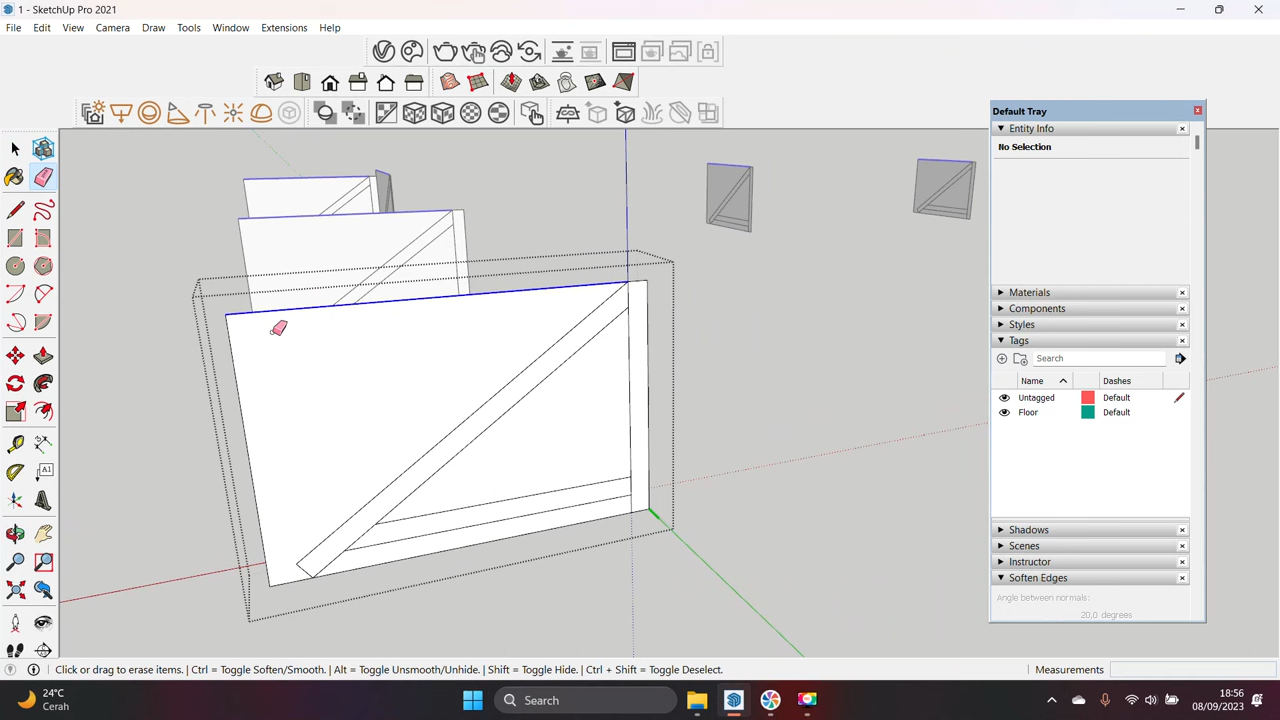 1 - SketchUp Pro 2021
File Edit View Camera Draw Tools Window Extensions Help
Default Tray
Entity Info
No Selection
Materials
Components
Styles
Tags
Search
Name Dashes
Untagged Default
Floor Default
Shadows
Scenes
Instructor
Soften Edges
Angle between normals:
20,0 degrees
A1
Click or drag to erase items. | Ctrl = Toggle Soften/Smooth. | Alt = Toggle Unsmooth/Unhide. | Shift = Toggle Hide. | Ctrl + Shift = Toggle Deselect.
Measurements
24°C
Cerah
Search
18:56
08/09/2023